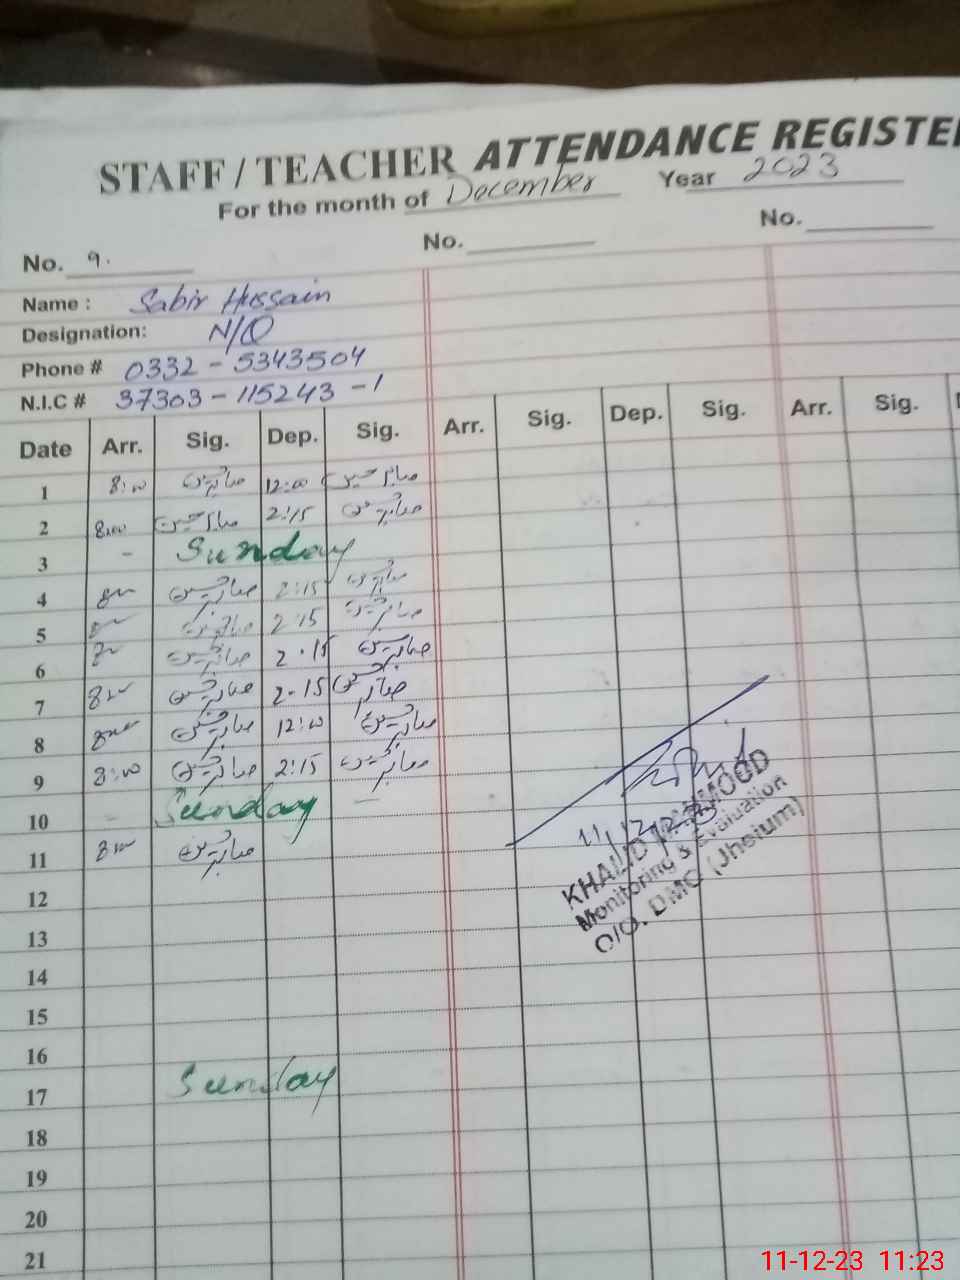 STAFF / TEACHER ATTENDANCE REGISTE
For the month of December Year 2023
No. 9. No. No.
Name : Sabir Hussain
Designation: N/Q
Phone # 0332 - 5343504
N.I.C # 37303 - 115243 - 1
Date Arr. Sig. Dep. Sig. Arr. Sig. Dep. Sig. Arr. Sig.
1 8:00 صابر حسین 12:00 صابر حسین
2 8:00 صابر حسین 2:15 صابر حسین
3 - Sunday
4 صابر حسین 2:15 صابر حسین
5 صابر حسین 2:15 صابر حسین
6 صابر حسین 2.15 صابر حسین
7 صابر حسین 2-15 صابر حسین
8 صابر حسین 12:00 صابر حسین
9 8:00 صابر حسین 2:15 صابر حسین
10 - Sunday -
11 صابر حسین
11/12/23
KHALID MAHMOOD
Monitoring & Evaluation
O/O. DMO (Jhelum)
12
13
14
15
16
17 Sunday
18
19
20
21
11-12-23 11:23